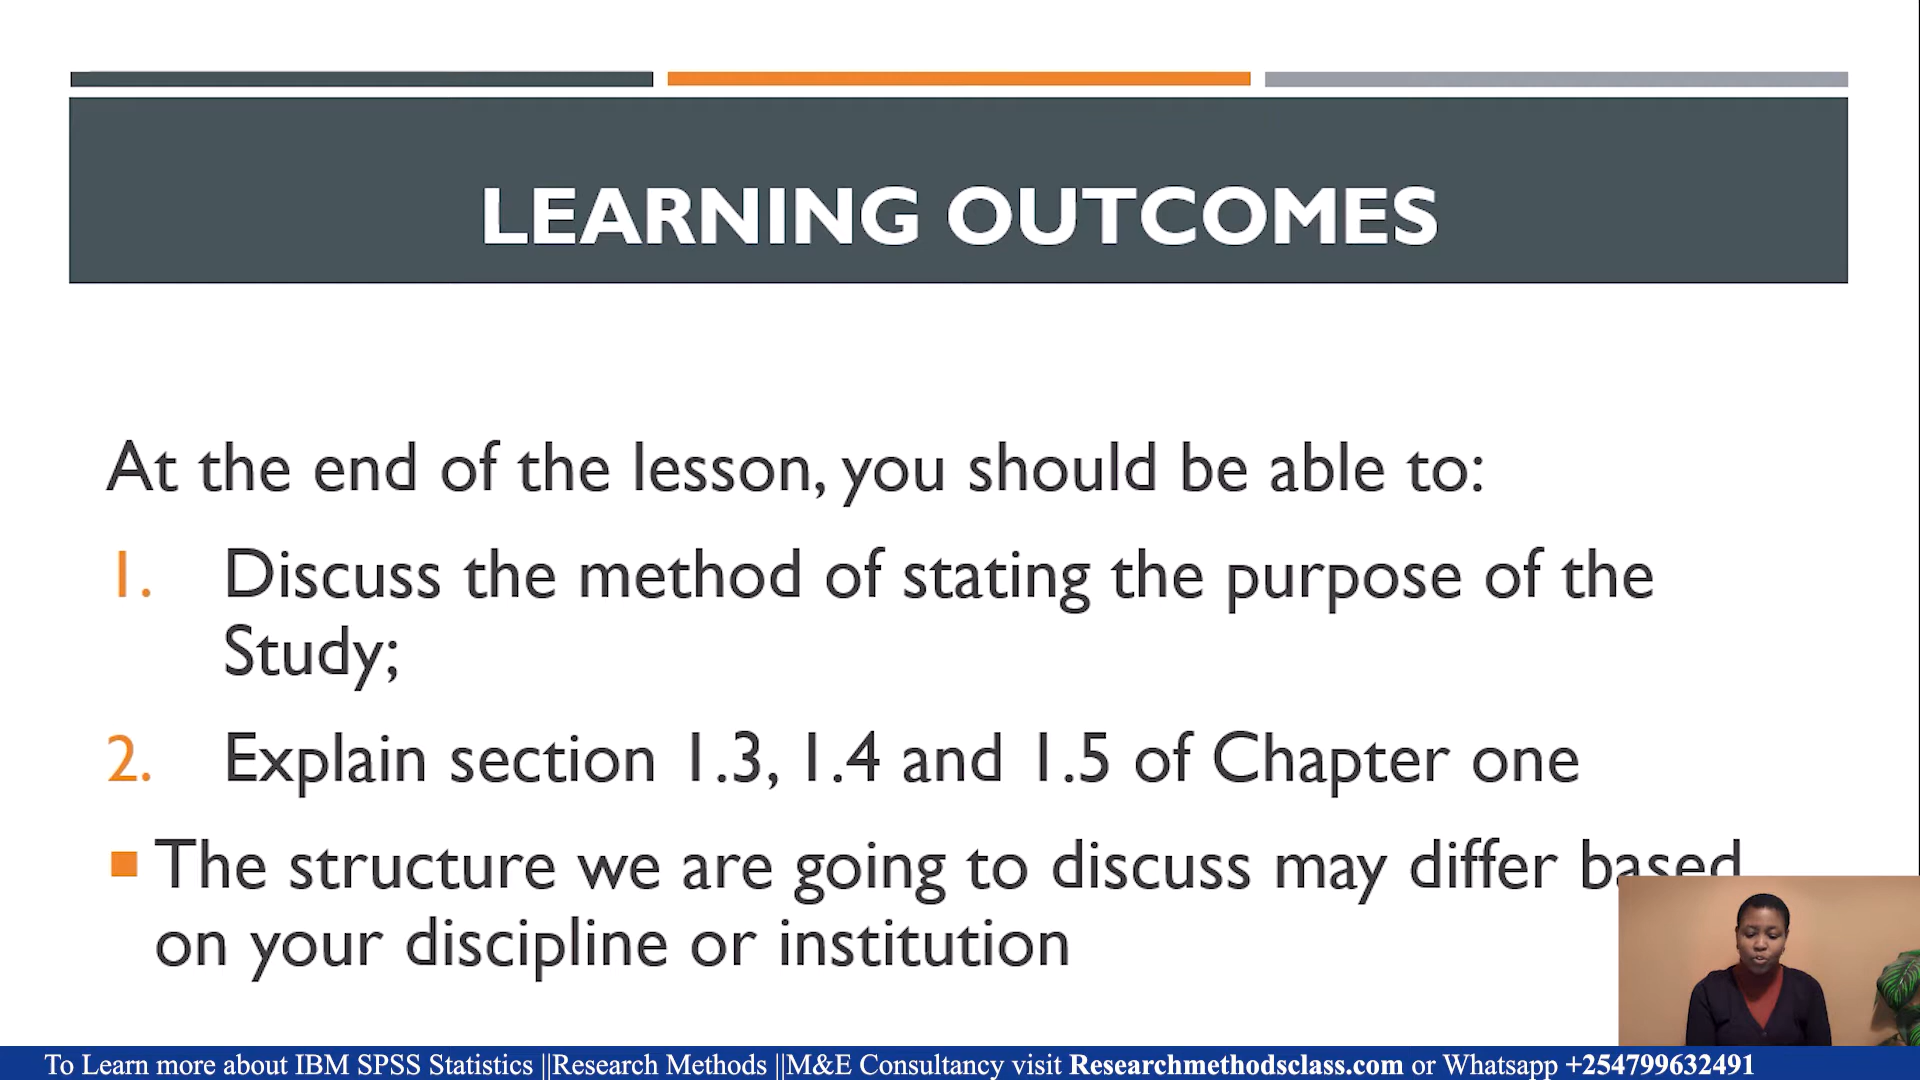 LEARNING OUTCOMES
At the end of the lesson, you should be able to:
1. Discuss the method of stating the purpose of the
Study;
2. Explain section 1.3, 1.4 and 1.5 of Chapter one
The structure we are going to discuss may differ based
on your discipline or institution
To Learn more about IBM SPSS Statistics ||Research Methods ||M&E Consultancy visit Researchmethodsclass.com or Whatsapp +254799632491